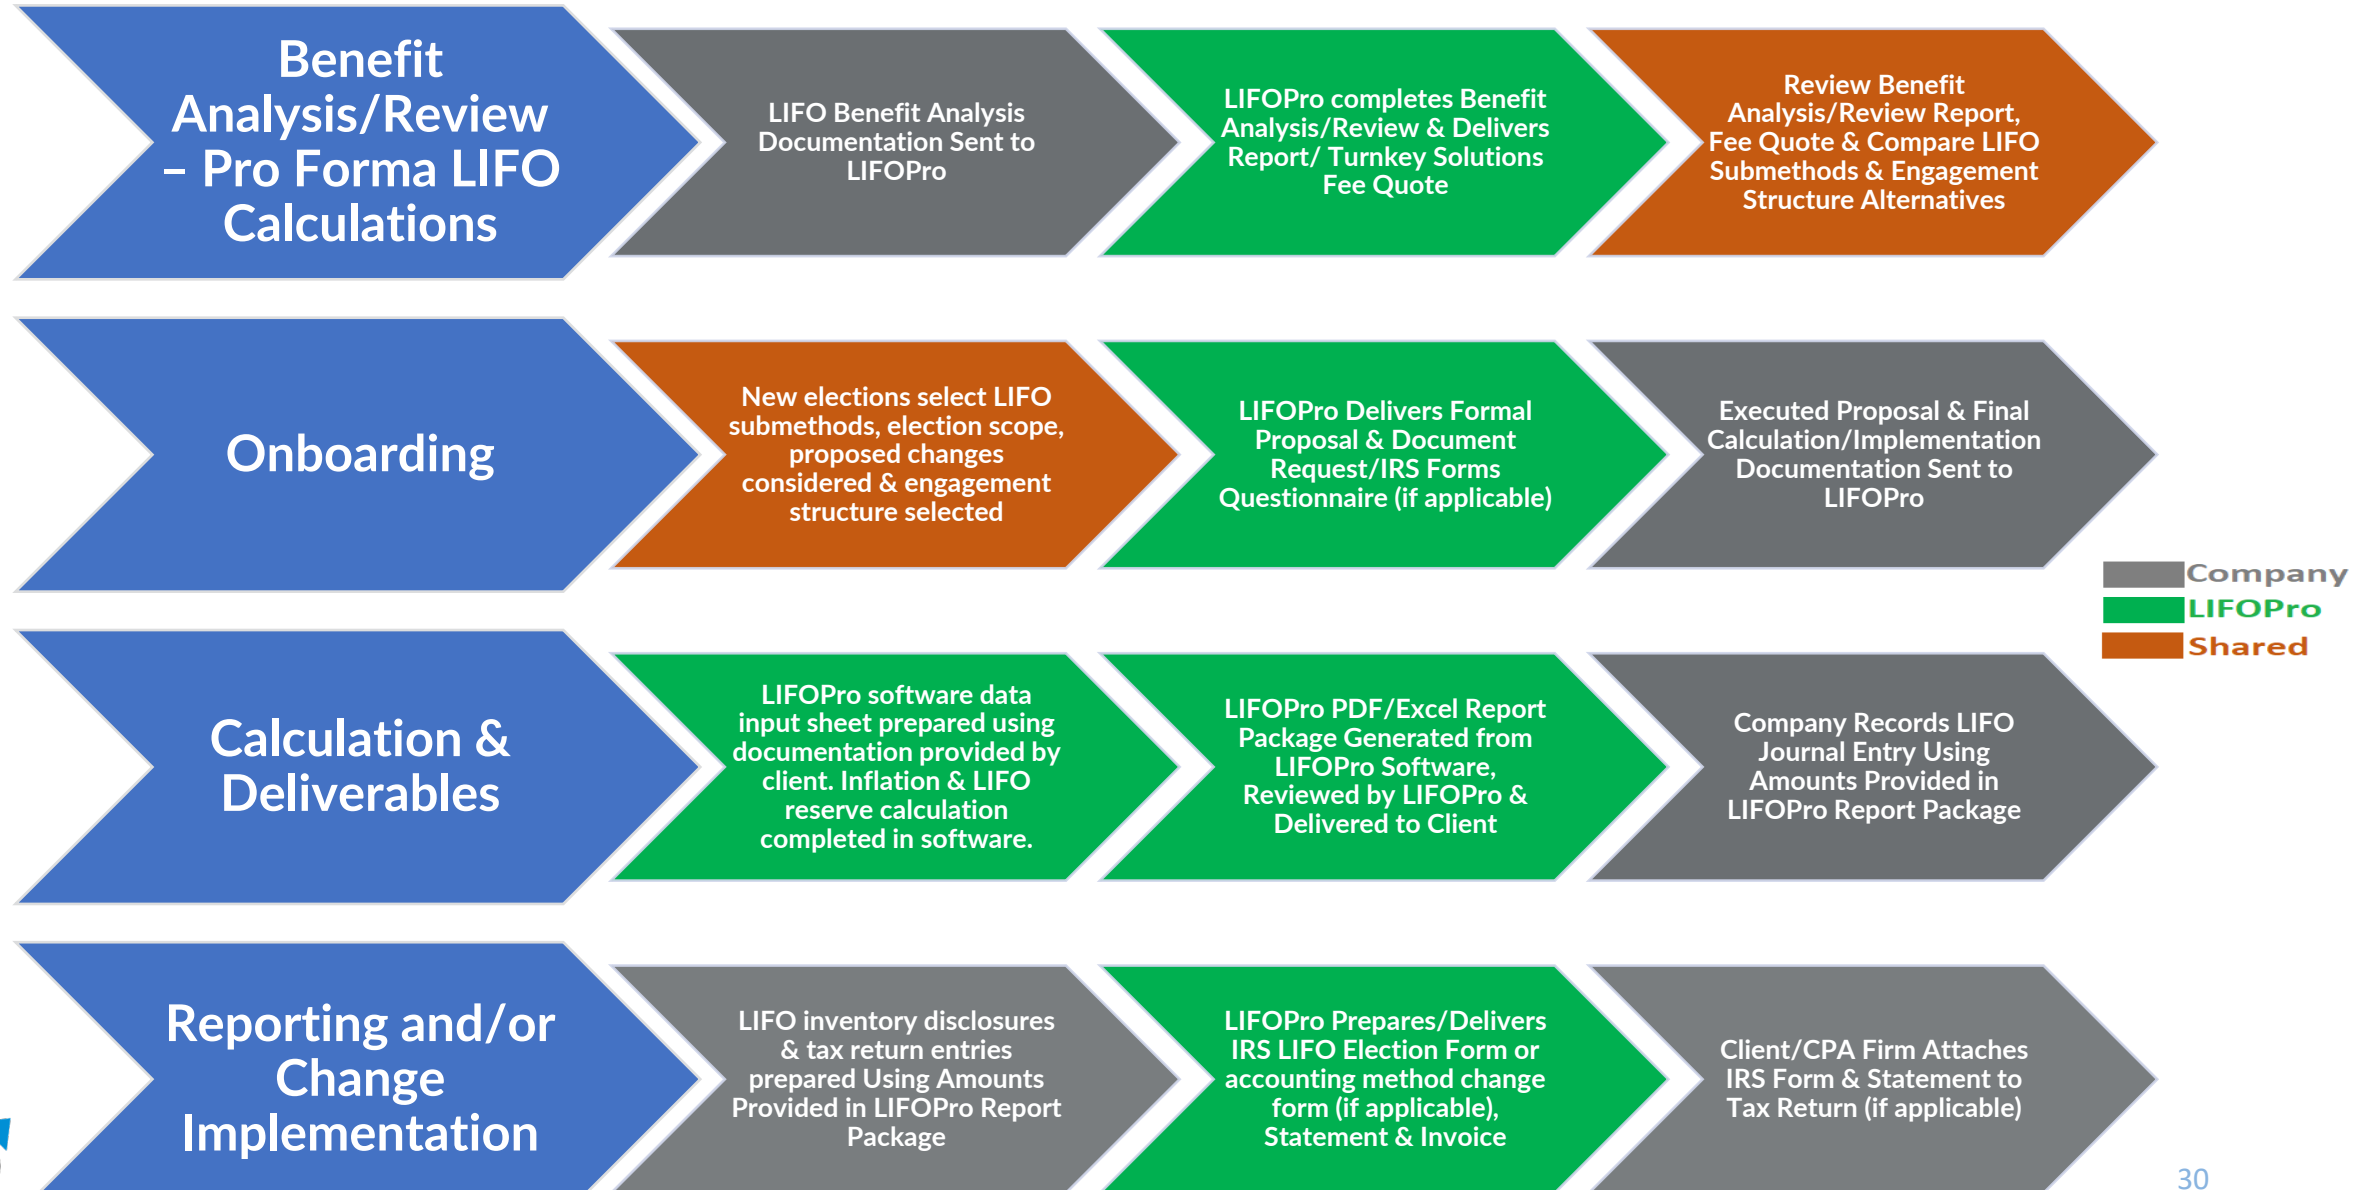 Benefit
Analysis/Review
– Pro Forma LIFO
Calculations
LIFO Benefit Analysis
Documentation Sent to
LIFOPro
LIFOPro completes Benefit
Analysis/Review & Delivers
Report/ Turnkey Solutions
Fee Quote
Review Benefit
Analysis/Review Report,
Fee Quote & Compare LIFO
Submethods & Engagement
Structure Alternatives
Onboarding
New elections select LIFO
submethods, election scope,
proposed changes
considered & engagement
structure selected
LIFOPro Delivers Formal
Proposal & Document
Request/IRS Forms
Questionnaire (if applicable)
Executed Proposal & Final
Calculation/Implementation
Documentation Sent to
LIFOPro
Company
LIFOPro
Shared
Calculation &
Deliverables
LIFOPro software data
input sheet prepared using
documentation provided by
client. Inflation & LIFO
reserve calculation
completed in software.
LIFOPro PDF/Excel Report
Package Generated from
LIFOPro Software,
Reviewed by LIFOPro &
Delivered to Client
Company Records LIFO
Journal Entry Using
Amounts Provided in
LIFOPro Report Package
Reporting and/or
Change
Implementation
LIFO inventory disclosures
& tax return entries
prepared Using Amounts
Provided in LIFOPro Report
Package
LIFOPro Prepares/Delivers
IRS LIFO Election Form or
accounting method change
form (if applicable),
Statement & Invoice
Client/CPA Firm Attaches
IRS Form & Statement to
Tax Return (if applicable)
30